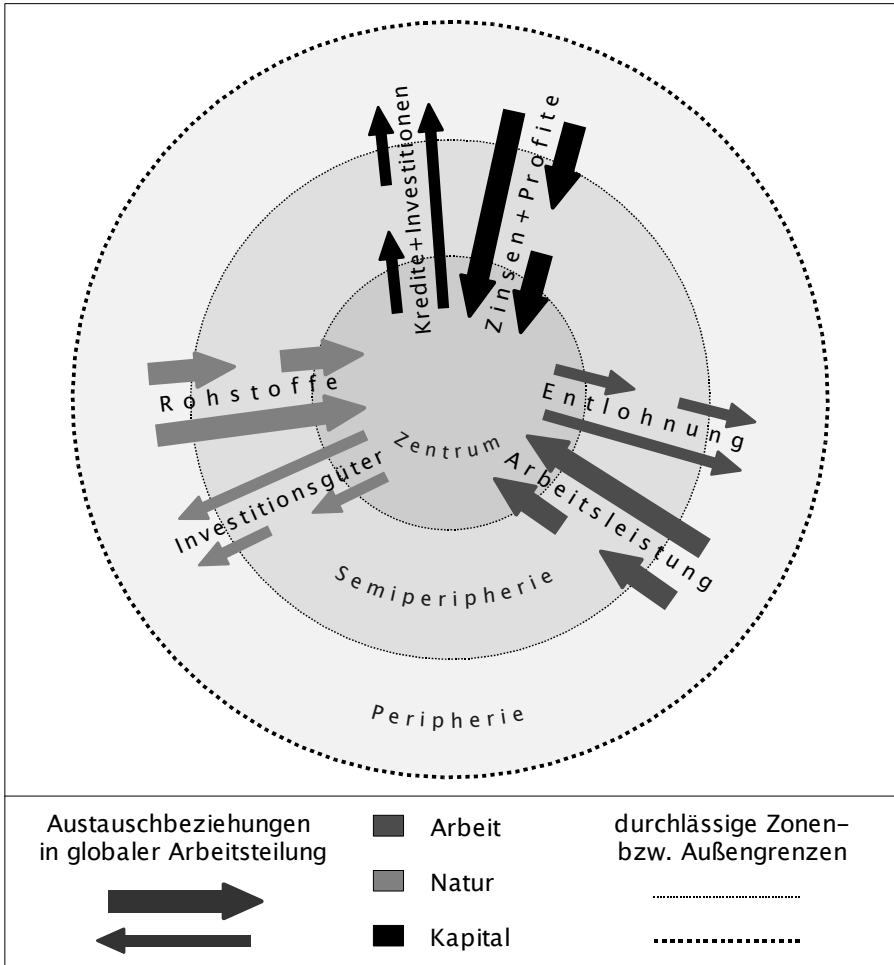 Kredite+Investitionen
Zinsen+Profite
Rohstoffe
Entlohnung
Zentrum
Arbeitsleistung
Investitionsgüter
Semiperipherie
Peripherie
Austauschbeziehungen
in globaler Arbeitsteilung
Arbeit
Natur
Kapital
durchlässige Zonen-
bzw. Außengrenzen